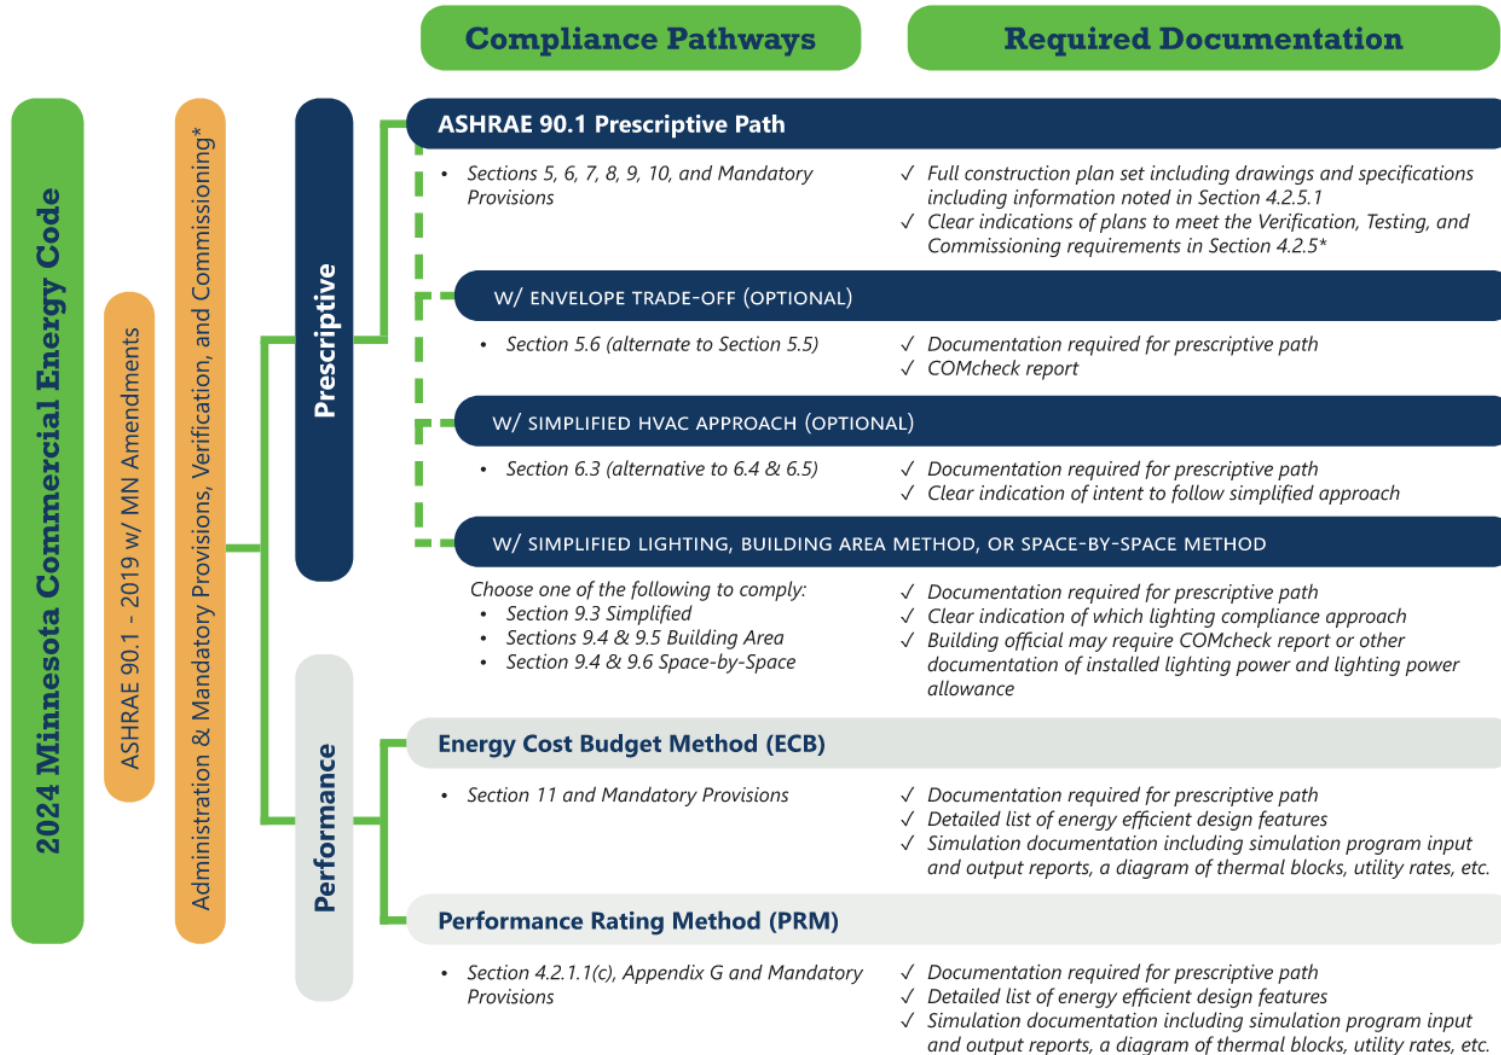 Compliance Pathways
Required Documentation
2024 Minnesota Commercial Energy Code
ASHRAE 90.1 - 2019 w/ MN Amendments
Administration & Mandatory Provisions, Verification, and Commissioning*
Prescriptive
ASHRAE 90.1 Prescriptive Path
• Sections 5, 6, 7, 8, 9, 10, and Mandatory
Provisions
✓ Full construction plan set including drawings and specifications
including information noted in Section 4.2.5.1
✓ Clear indications of plans to meet the Verification, Testing, and
Commissioning requirements in Section 4.2.5*
W/ ENVELOPE TRADE-OFF (OPTIONAL)
• Section 5.6 (alternate to Section 5.5)
✓ Documentation required for prescriptive path
✓ COMcheck report
W/ SIMPLIFIED HVAC APPROACH (OPTIONAL)
• Section 6.3 (alternative to 6.4 & 6.5)
✓ Documentation required for prescriptive path
✓ Clear indication of intent to follow simplified approach
W/ SIMPLIFIED LIGHTING, BUILDING AREA METHOD, OR SPACE-BY-SPACE METHOD
Choose one of the following to comply:
• Section 9.3 Simplified
• Sections 9.4 & 9.5 Building Area
• Section 9.4 & 9.6 Space-by-Space
✓ Documentation required for prescriptive path
✓ Clear indication of which lighting compliance approach
✓ Building official may require COMcheck report or other
documentation of installed lighting power and lighting power
allowance
Performance
Energy Cost Budget Method (ECB)
• Section 11 and Mandatory Provisions
✓ Documentation required for prescriptive path
✓ Detailed list of energy efficient design features
✓ Simulation documentation including simulation program input
and output reports, a diagram of thermal blocks, utility rates, etc.
Performance Rating Method (PRM)
• Section 4.2.1.1(c), Appendix G and Mandatory
Provisions
✓ Documentation required for prescriptive path
✓ Detailed list of energy efficient design features
✓ Simulation documentation including simulation program input
and output reports, a diagram of thermal blocks, utility rates, etc.